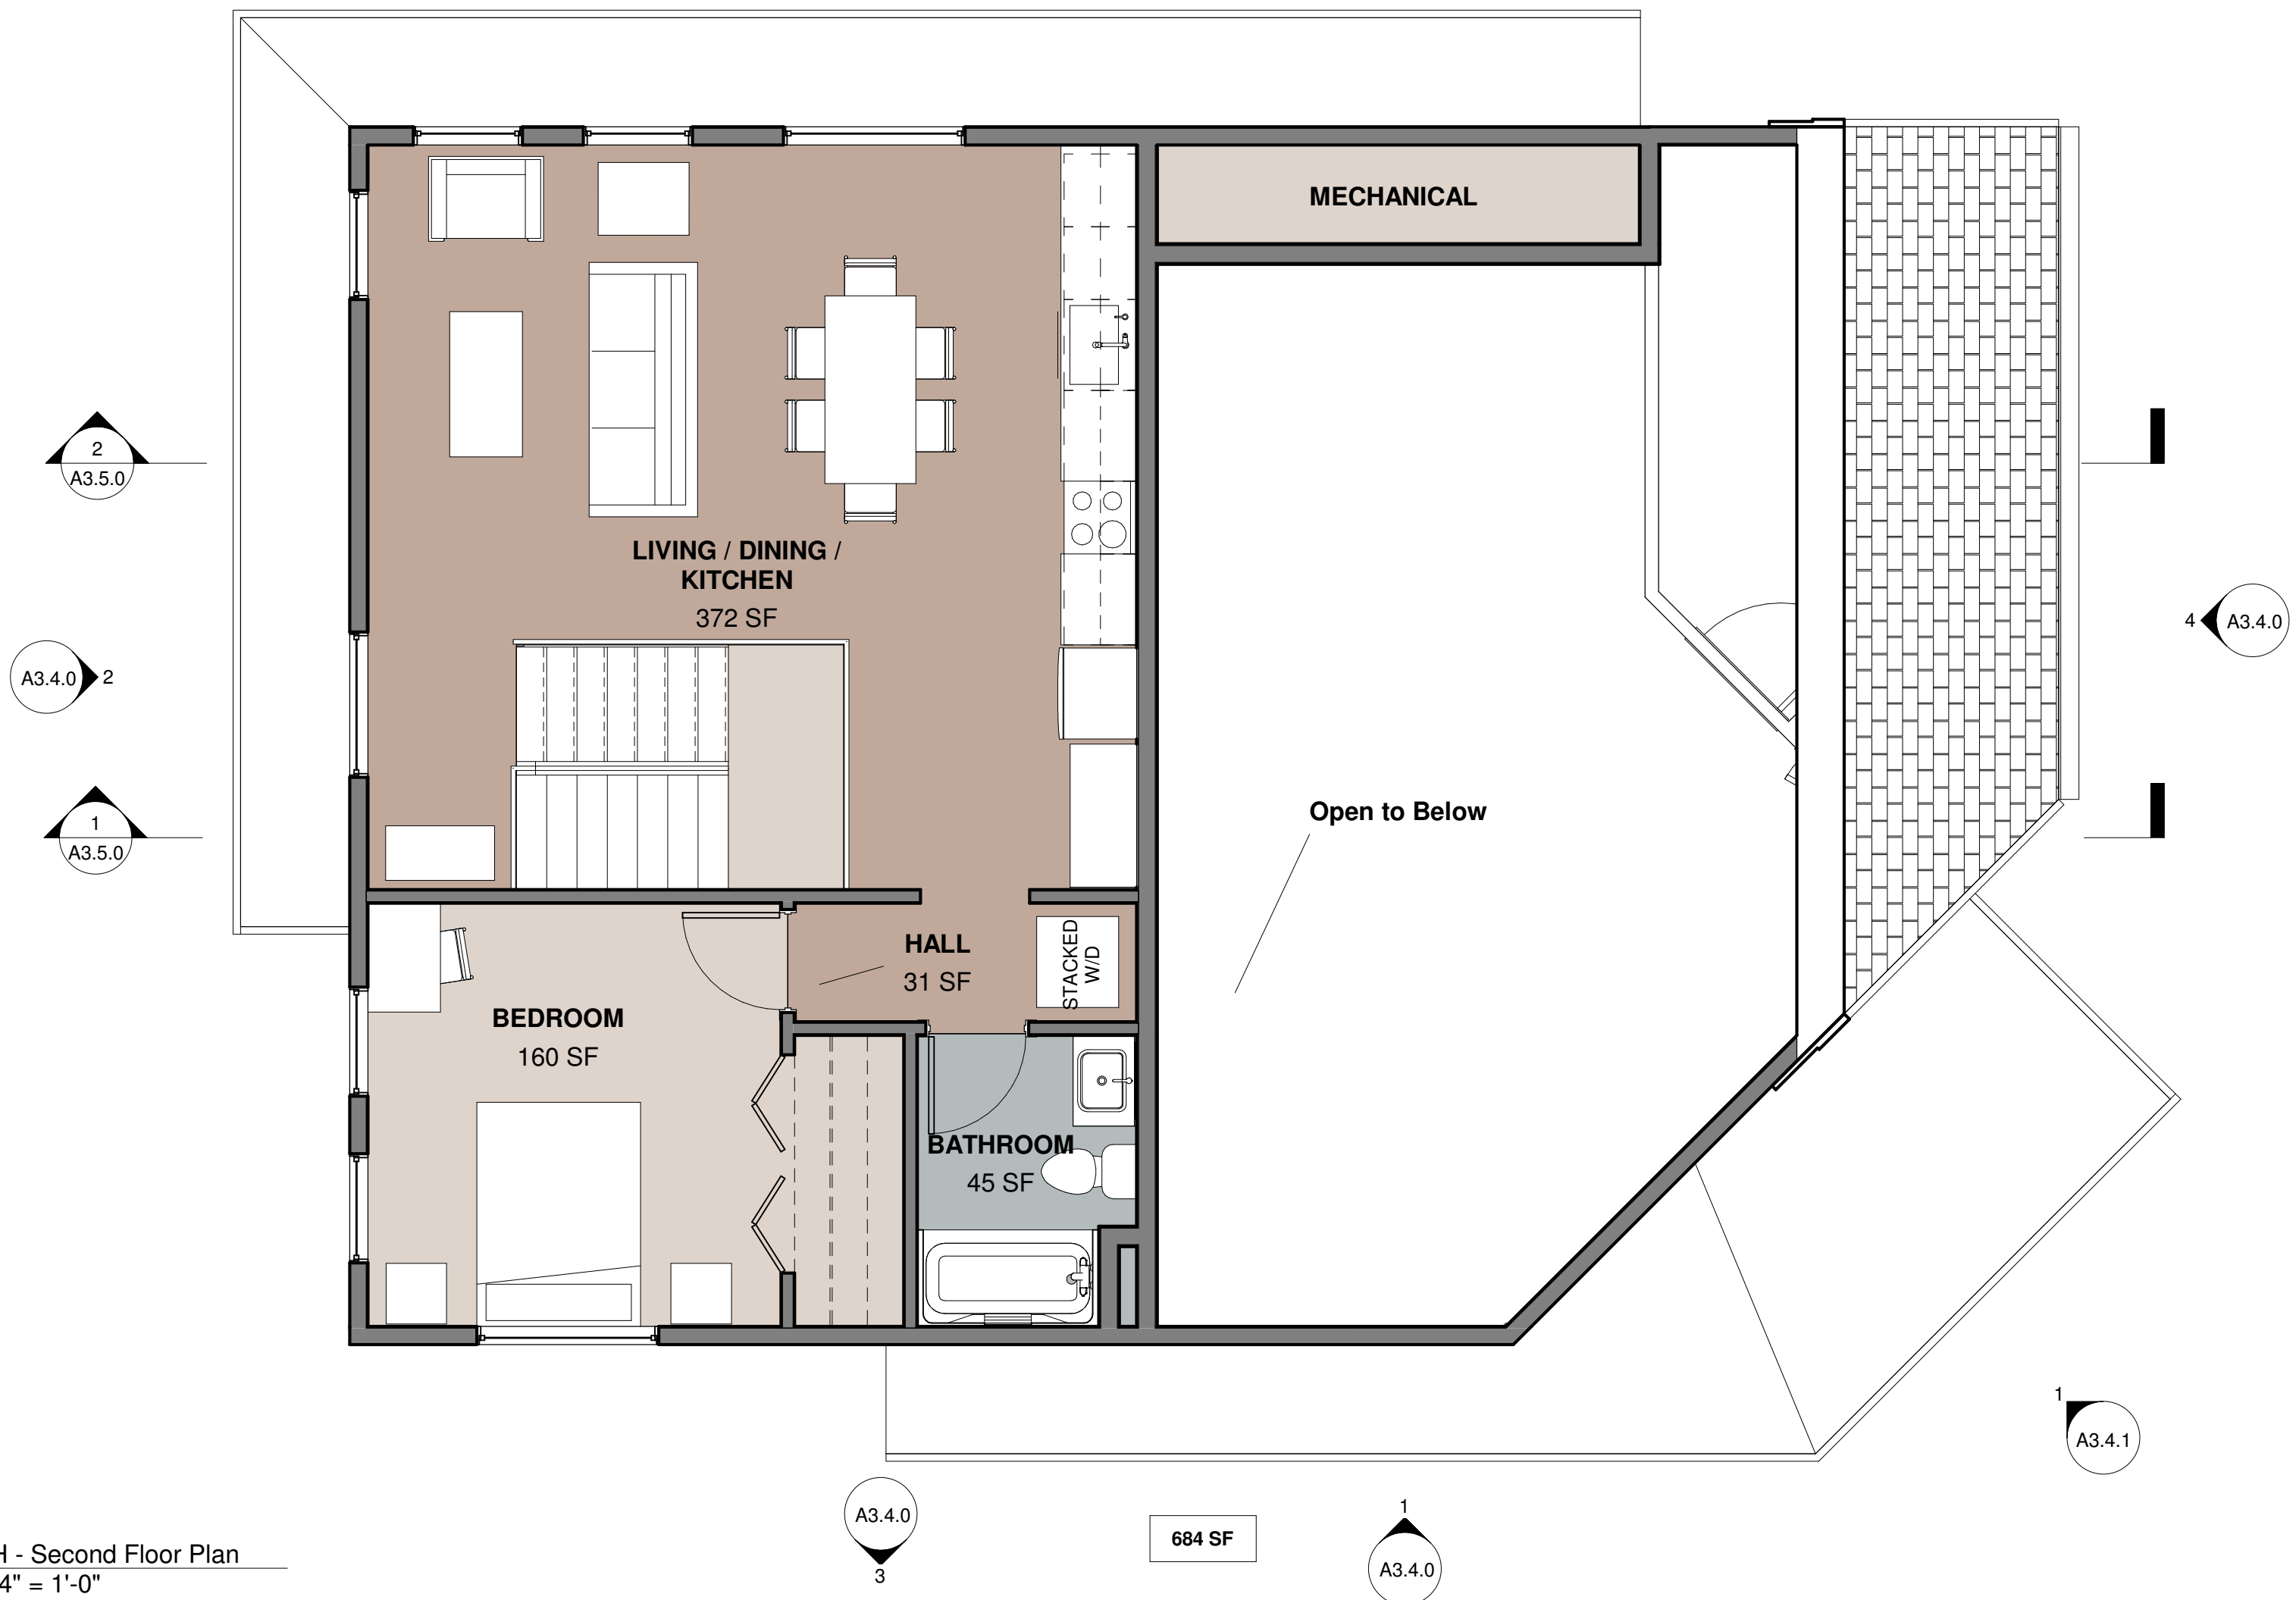 MECHANICAL
2
A3.5.0
LIVING / DINING /
KITCHEN
372 SF
4
A3.4.0
A3.4.0
2
1
A3.5.0
Open to Below
HALL
31 SF
STACKED
W/D
BEDROOM
160 SF
BATHROOM
45 SF
1
A3.4.1
A3.4.0
3
684 SF
1
A3.4.0
- Second Floor Plan
4" = 1'-0"